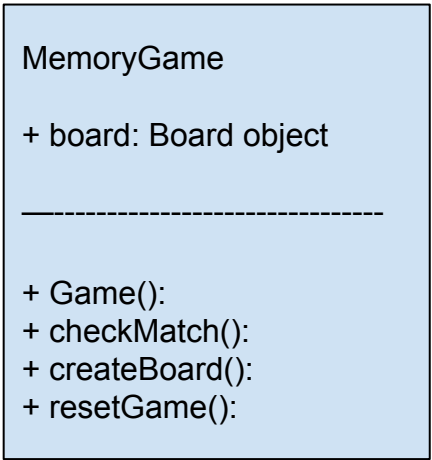 MemoryGame
+ board: Board object
—-------------------------------
+ Game():
+ checkMatch():
+ createBoard():
+ resetGame():